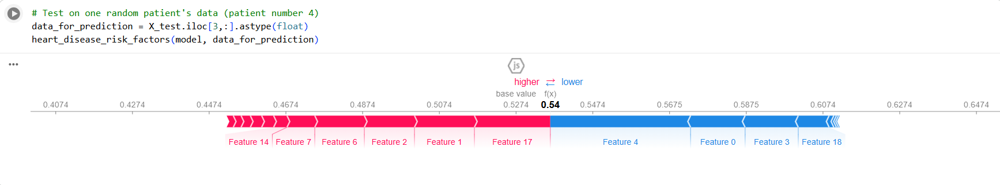 # Test on one random patient's data (patient number 4)
data_for_prediction = X_test.iloc[3,:].astype(float)
heart_disease_risk_factors(model, data_for_prediction)
js
higher ⇄ lower
base value f(x)
0.4074 0.4274 0.4474 0.4674 0.4874 0.5074 0.5274 0.54 0.5474 0.5675 0.5875 0.6074 0.6274 0.6474
Feature 14 Feature 7 Feature 6 Feature 2 Feature 1 Feature 17 Feature 4 Feature 0 Feature 3 Feature 18